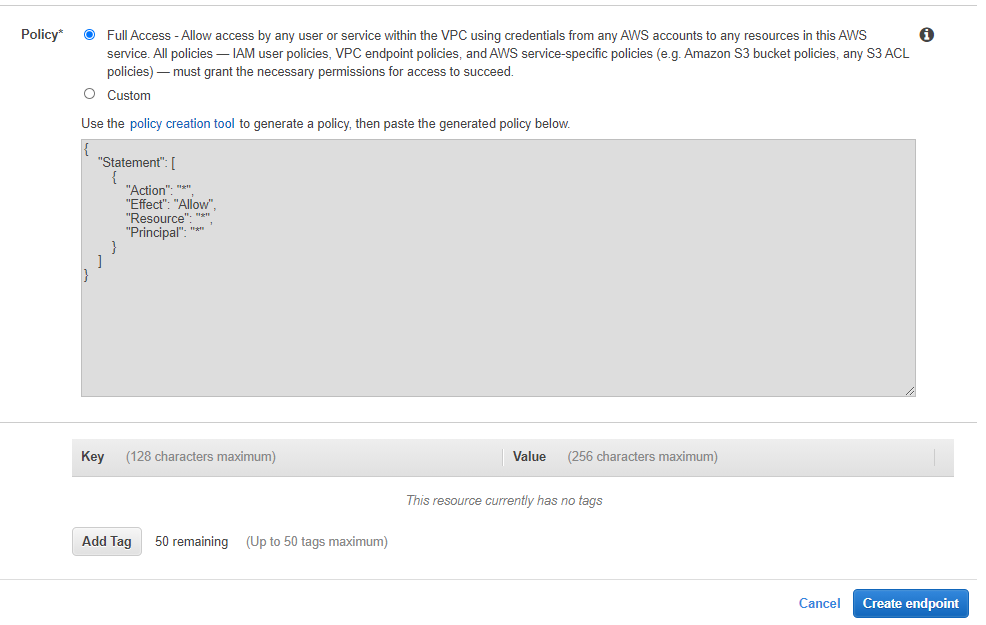 Policy*
Full Access - Allow access by any user or service within the VPC using credentials from any AWS accounts to any resources in this AWS
service. All policies — IAM user policies, VPC endpoint policies, and AWS service-specific policies (e.g. Amazon S3 bucket policies, any S3 ACL
policies) — must grant the necessary permissions for access to succeed.
Custom
Use the policy creation tool to generate a policy, then paste the generated policy below.
{
    "Statement": [
        {
            "Action": "*",
            "Effect": "Allow",
            "Resource": "*",
            "Principal": "*"
        }
    ]
}
Key (128 characters maximum) Value (256 characters maximum)
This resource currently has no tags
Add Tag 50 remaining (Up to 50 tags maximum)
Cancel Create endpoint